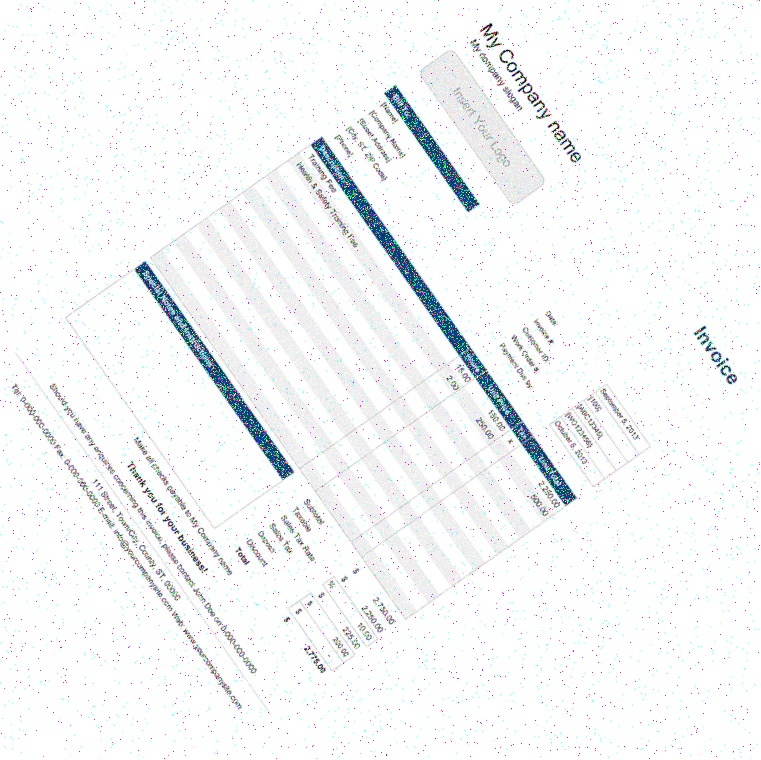 My Company name
My company slogan
Insert Your Logo
Invoice
Bill To:
[Name]
[Company Name]
[Street Address]
[City, ST, ZIP Code]
[Phone]
Date: September 5, 2013
Invoice #: [100]
Customer ID: [ABC12345]
Work Order #: [WO123456]
Payment Due by: October 5, 2013
Description
Training Fee 15.00 150.00 x 2,250.00
Health & Safety Training Fee 2.00 250.00 500.00
Special Notes and Instructions
Subtotal $ 2,750.00
Taxable $ 2,250.00
Sales Tax Rate % 10.00
Sales Tax $ 225.00
Deposit $ 200.00
Discount $ -
Total $ 2,775.00
Make all checks payable to My Company name
Thank you for your business!
Should you have any enquiries concerning this invoice, please contact John Doe on 0-000-000-0000
111 Street, Town/City, County, ST, 00000
Tel: 0-000-000-0000 Fax: 0-000-000-0000 E-mail: info@yourcompanysite.com Web: www.yourcompanysite.com